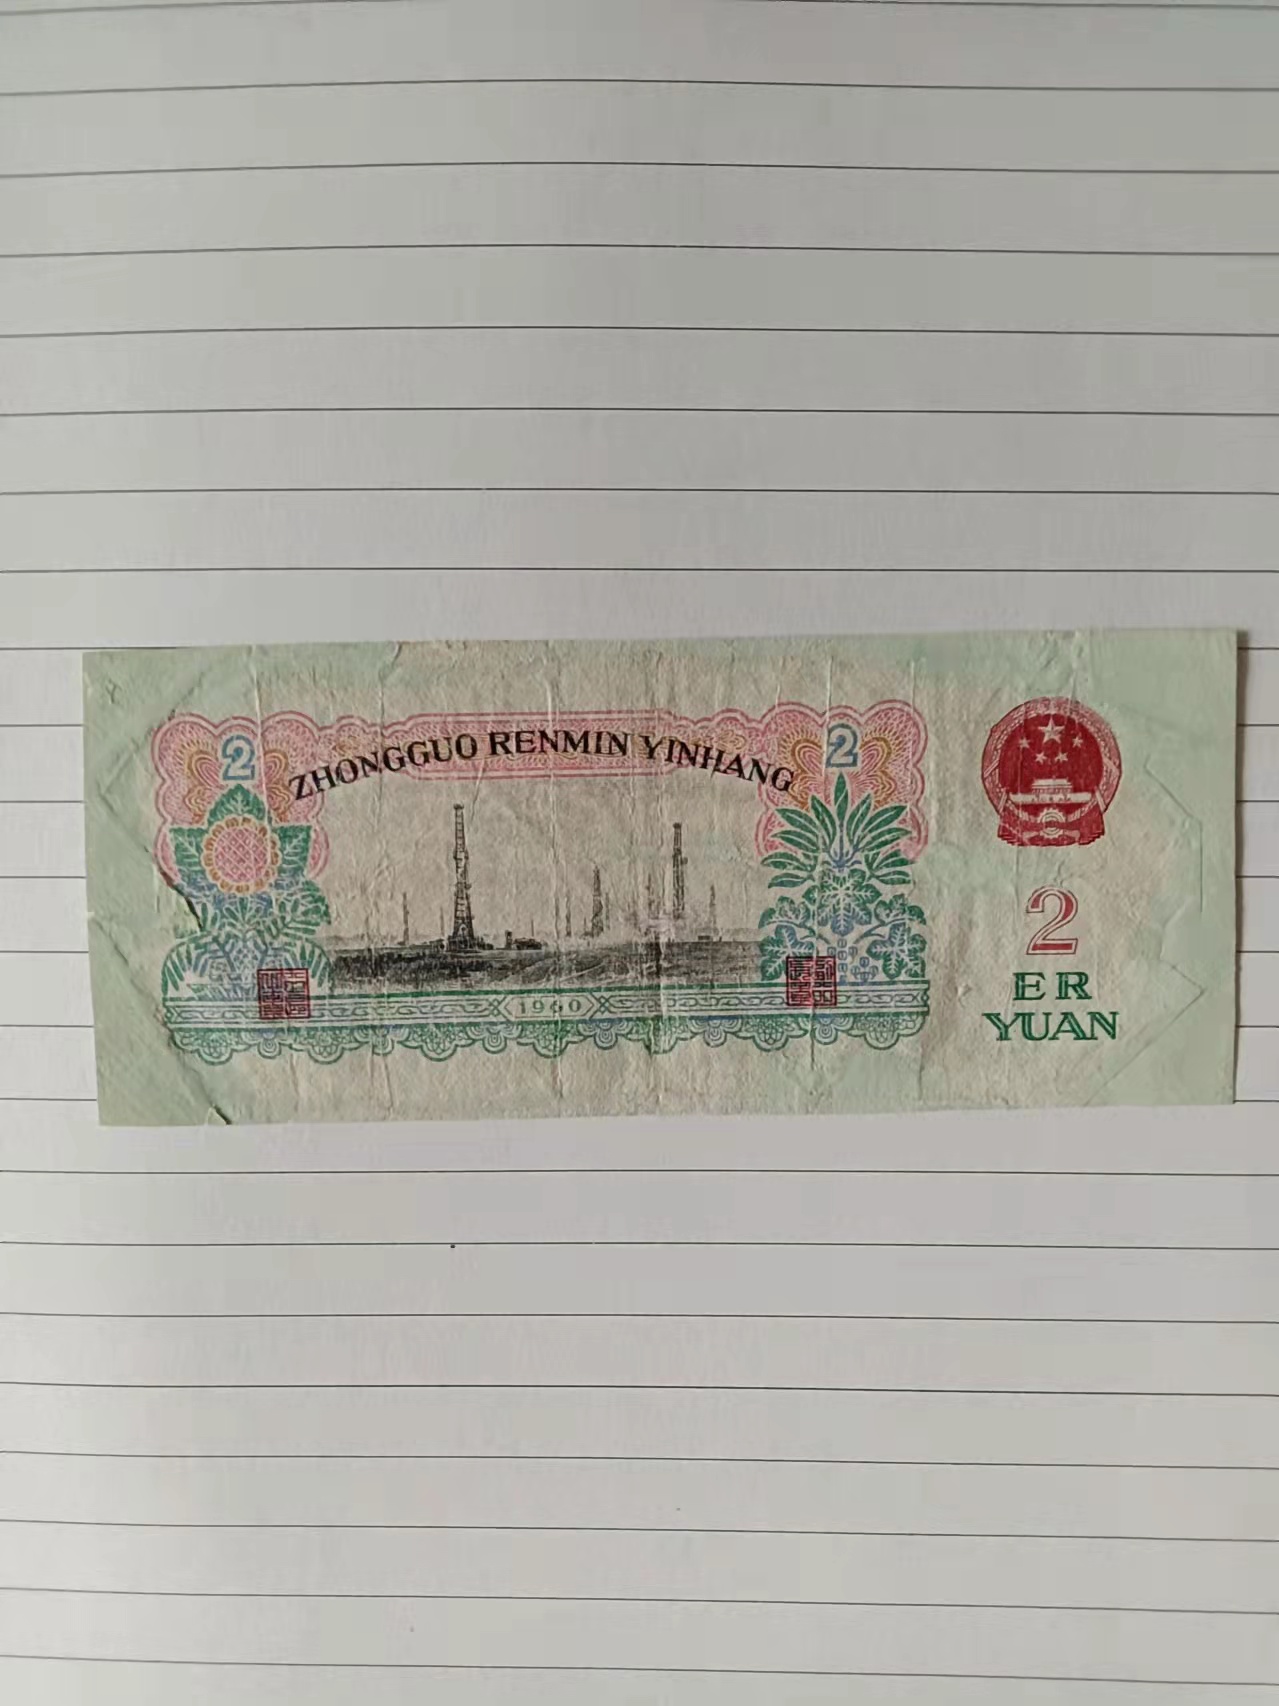 ZHONGGUO RENMIN YINHANG
2
2
2
ER
YUAN
1960